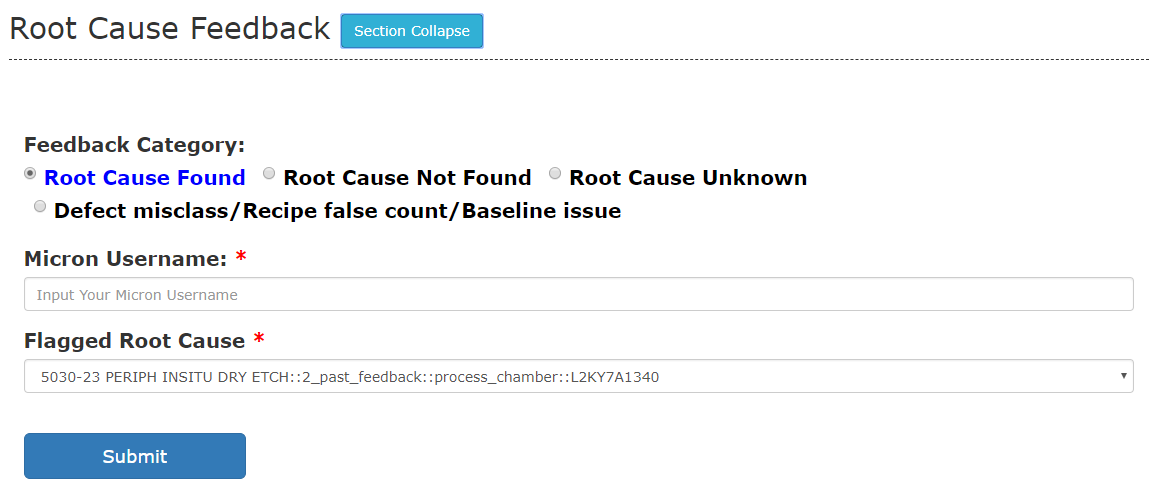 Root Cause Feedback Section Collapse
Feedback Category:
Root Cause Found Root Cause Not Found Root Cause Unknown
Defect misclass/Recipe false count/Baseline issue
Micron Username: *
Input Your Micron Username
Flagged Root Cause *
5030-23 PERIPH INSITU DRY ETCH::2_past_feedback::process_chamber::L2KY7A1340
Submit